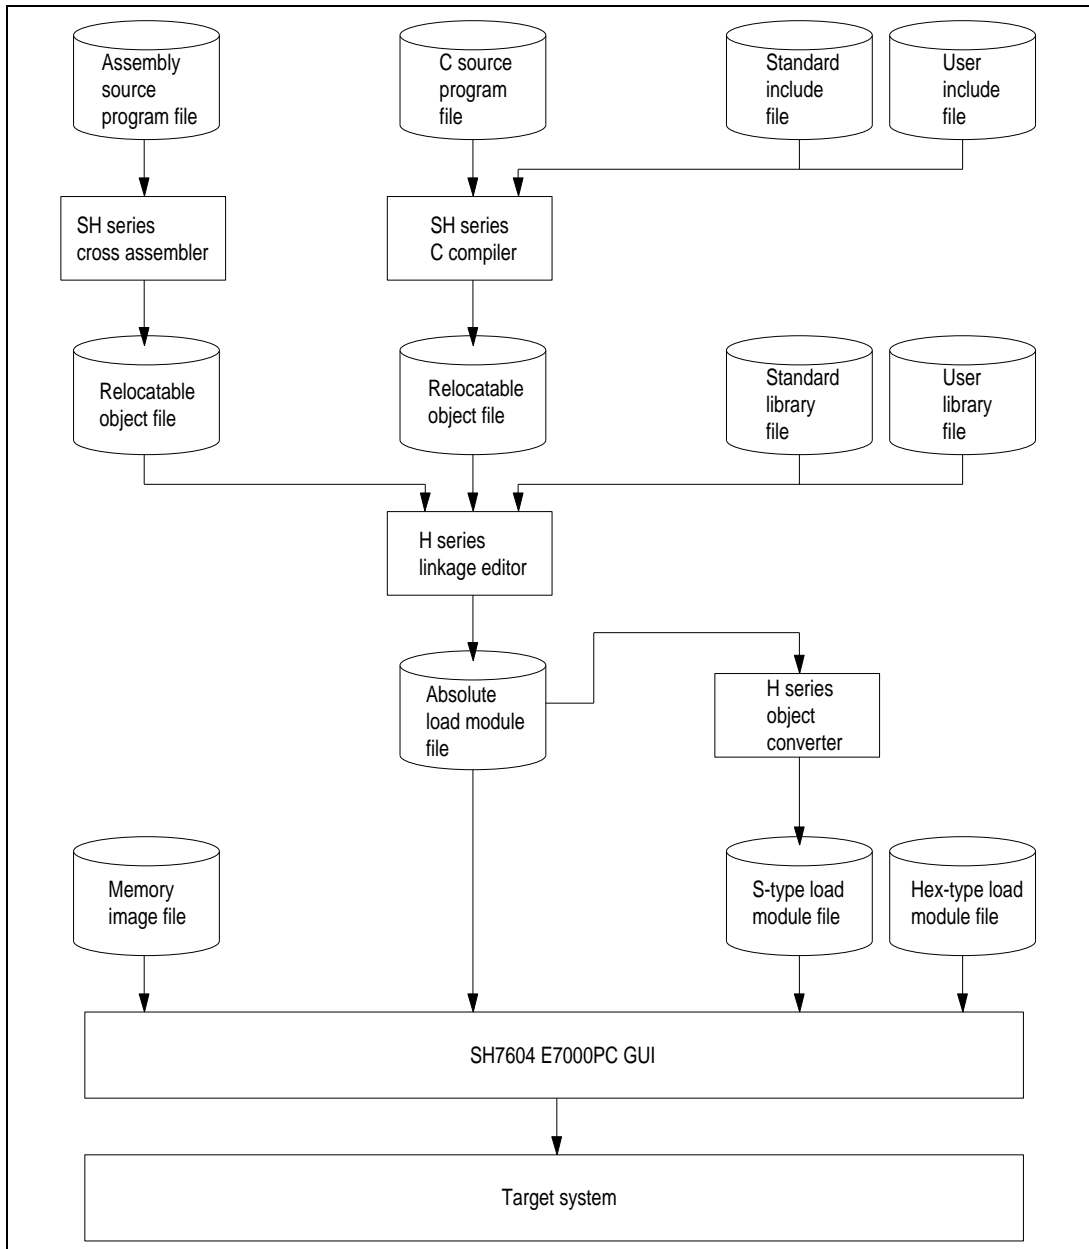 Assembly
source
program file
C source
program
file
Standard
include
file
User
include
file
SH series
cross assembler
SH series
C compiler
Relocatable
object file
Relocatable
object file
Standard
library
file
User
library
file
H series
linkage editor
Absolute
load module
file
H series
object
converter
Memory
image file
S-type load
module file
Hex-type load
module file
SH7604 E7000PC GUI
Target system